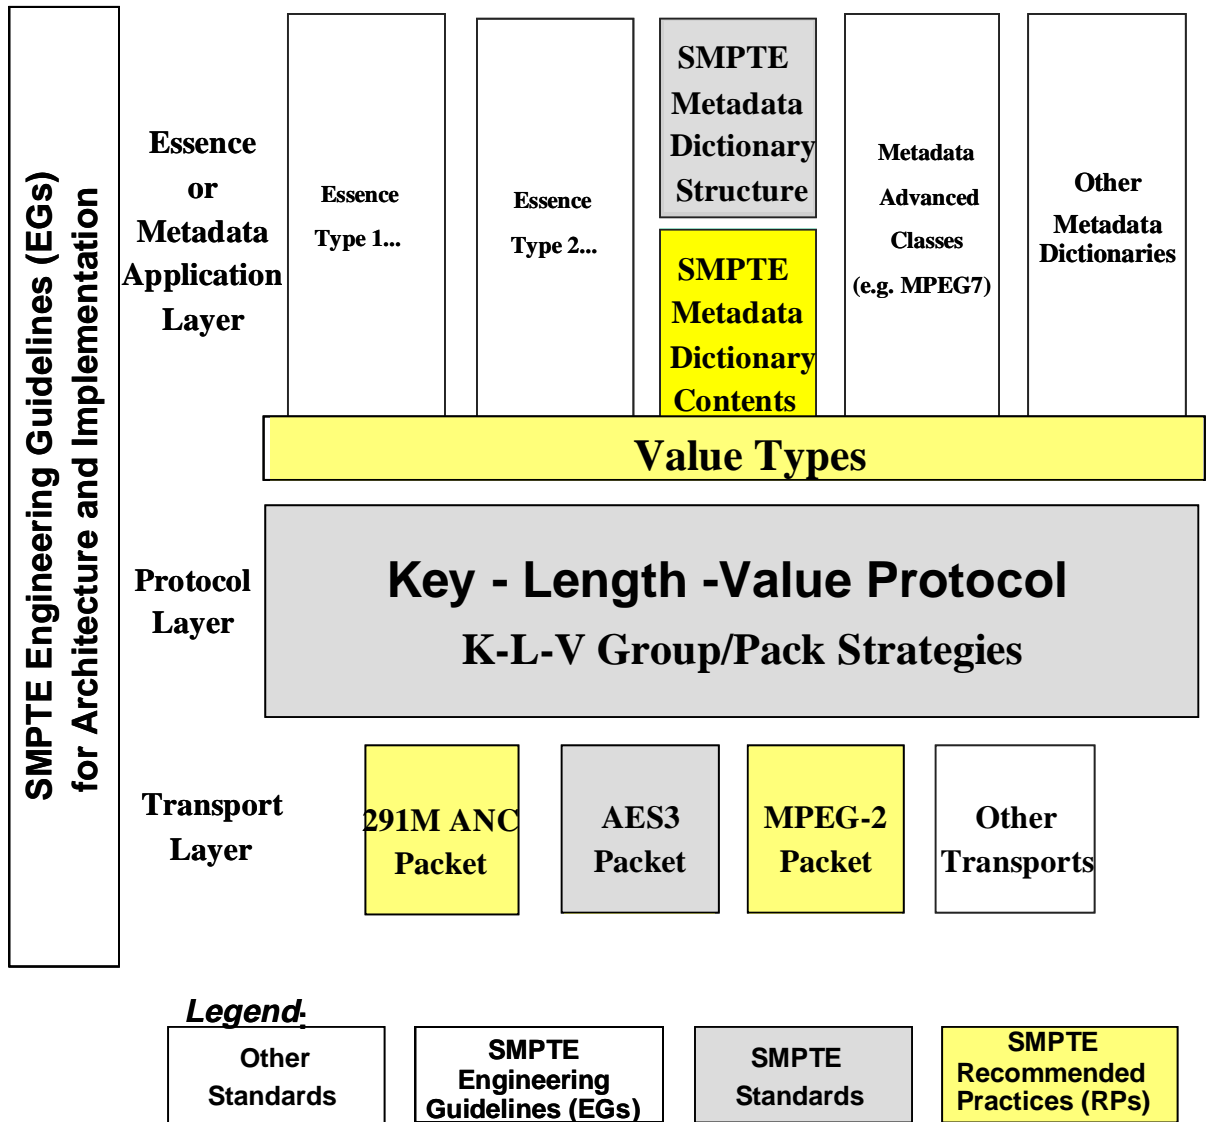 SMPTE Engineering Guidelines (EGs)
for Architecture and Implementation
Essence
or
Metadata
Application
Layer
Essence
Type 1...
Essence
Type 2...
SMPTE
Metadata
Dictionary
Structure
SMPTE
Metadata
Dictionary
Contents
Metadata
Advanced
Classes
(e.g. MPEG7)
Other
Metadata
Dictionaries
Value Types
Protocol
Layer
Key - Length -Value Protocol
K-L-V Group/Pack Strategies
Transport
Layer
291M ANC
Packet
AES3
Packet
MPEG-2
Packet
Other
Transports
Legend:
Other
Standards
SMPTE
Engineering
Guidelines (EGs)
SMPTE
Standards
SMPTE
Recommended
Practices (RPs)